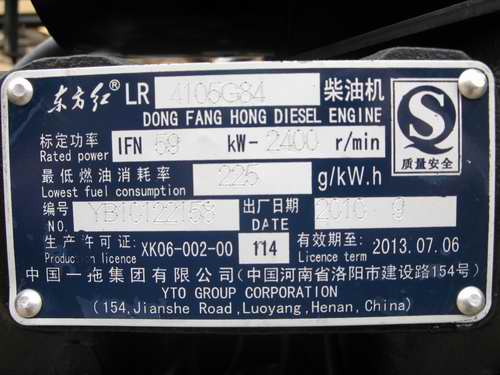 东方红® LR 4105G84 柴油机
DONG FANG HONG DIESEL ENGINE
标定功率 IFN 59 kW-2400 r/min
Rated power
最低燃油消耗率 225 g/kW.h
Lowest fuel consumption
编号 YB10122158 出厂日期 2010 9
NO. DATE
生产许可证: XK06-002-00 114 有效期至: 2013.07.06
Production licence Licence term
中国一拖集团有限公司(中国河南省洛阳市建设路154号)
YTO GROUP CORPORATION
(154,Jianshe Road,Luoyang,Henan,China)
质量安全